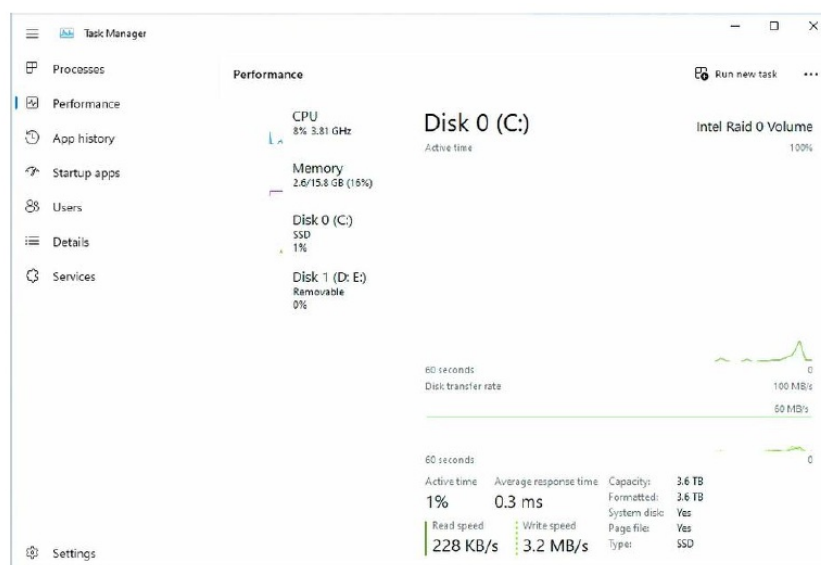 Task Manager
Processes
Performance
App history
Startup apps
Users
Details
Services
Settings
Performance
Run new task
CPU
8% 3.81 GHz
Memory
2.6/15.8 GB (16%)
Disk 0 (C:)
SSD
1%
Disk 1 (D: E:)
Removable
0%
Disk 0 (C:)
Intel Raid 0 Volume
Active time
100%
60 seconds
0
Disk transfer rate
100 MB/s
60 MB/s
60 seconds
0
Active time
1%
Average response time
0.3 ms
Read speed
228 KB/s
Write speed
3.2 MB/s
Capacity: 3.6 TB
Formatted: 3.6 TB
System disk: Yes
Page file: Yes
Type: SSD